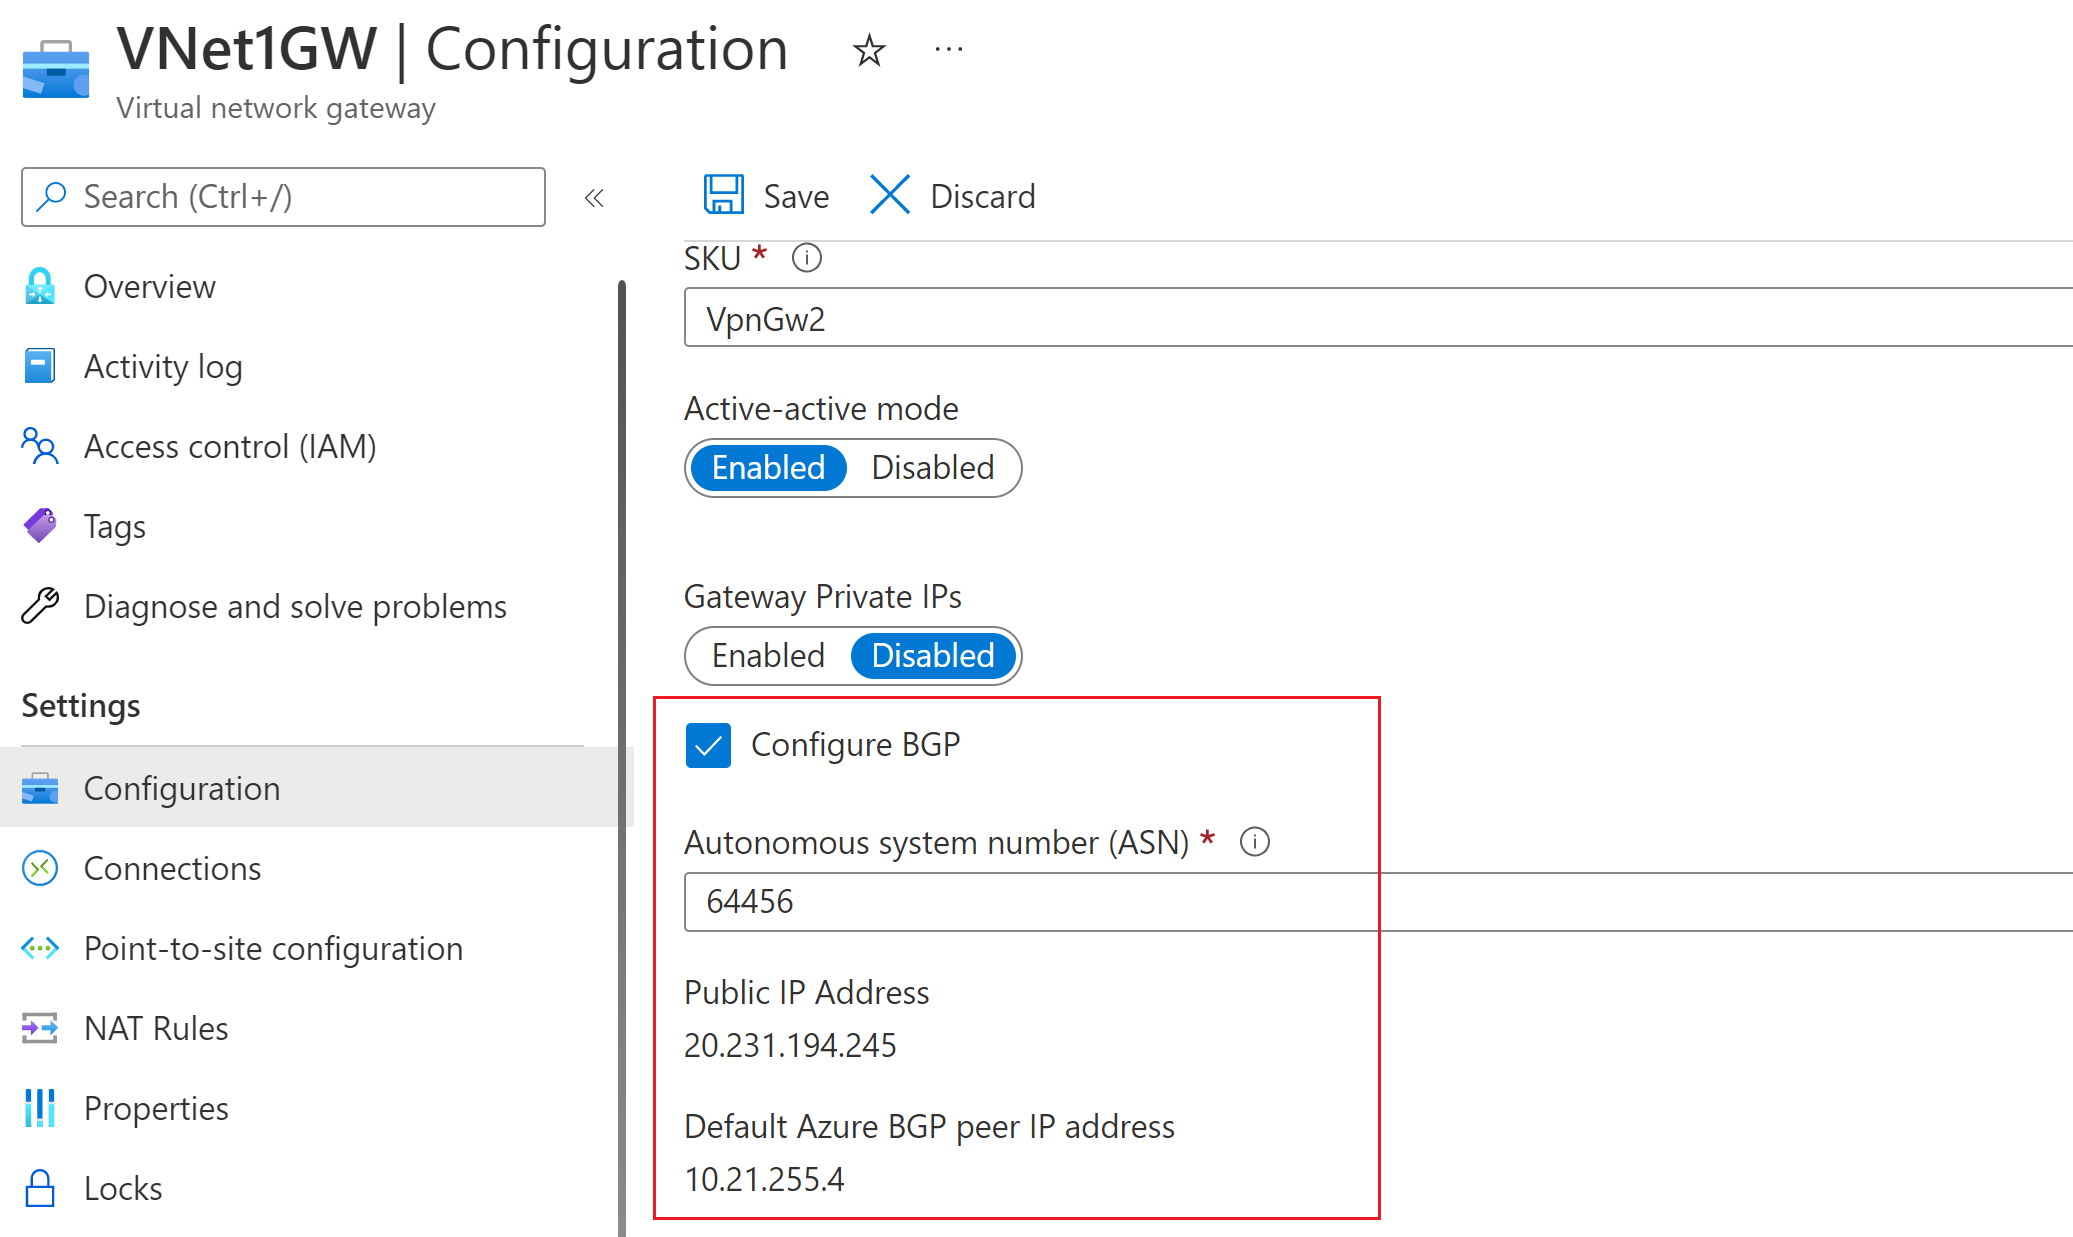 VNet1GW | Configuration
Virtual network gateway
Search (Ctrl+/)
Overview
Activity log
Access control (IAM)
Tags
Diagnose and solve problems
Settings
Configuration
Connections
Point-to-site configuration
NAT Rules
Properties
Locks
Save Discard
SKU *
VpnGw2
Active-active mode
Enabled Disabled
Gateway Private IPs
Enabled Disabled
Configure BGP
Autonomous system number (ASN) *
64456
Public IP Address
20.231.194.245
Default Azure BGP peer IP address
10.21.255.4